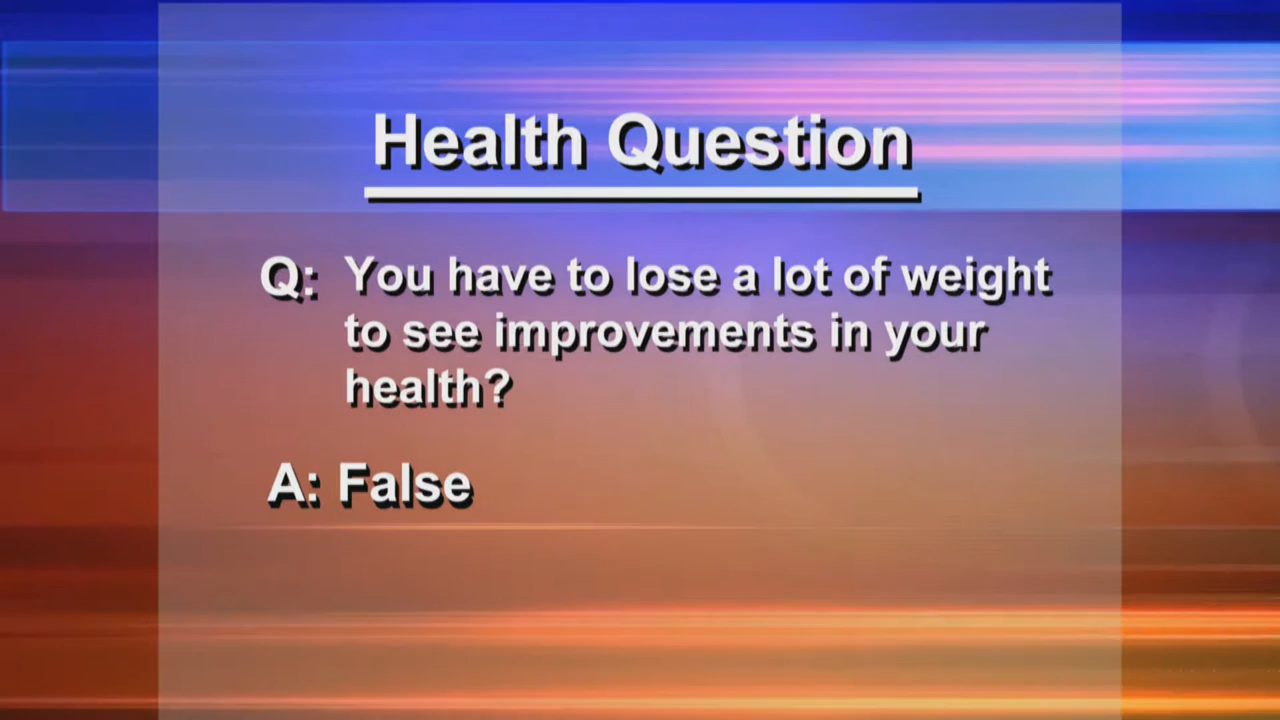 Health Question
Q: You have to lose a lot of weight
to see improvements in your
health?
A: False